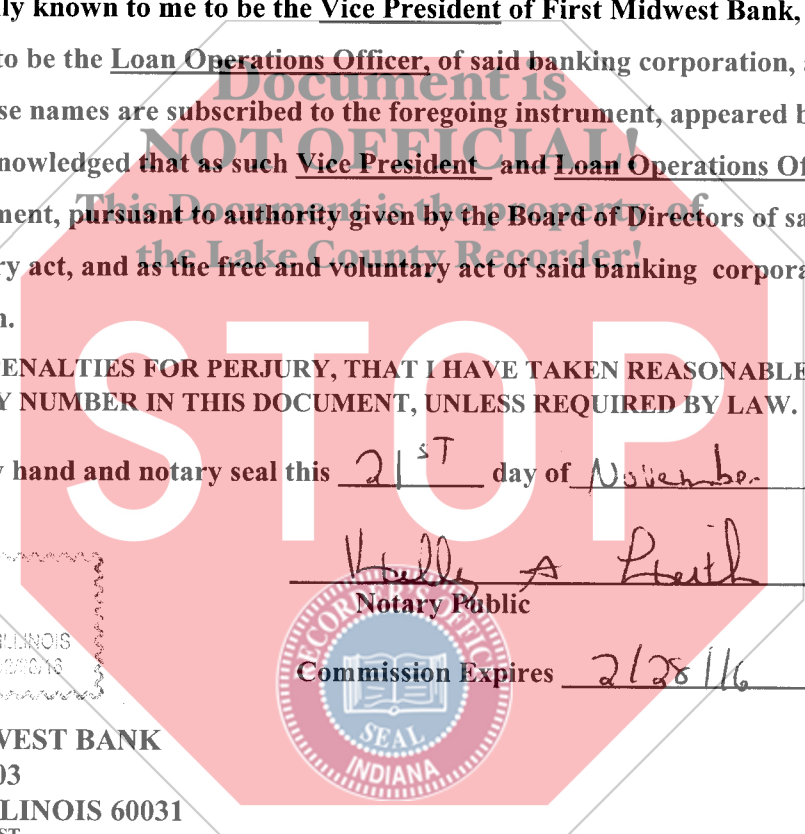 ly known to me to be the Vice President of First Midwest Bank,
to be the Loan Operations Officer, of said banking corporation,
Document is
se names are subscribed to the foregoing instrument, appeared b
NOT OFFICIAL!
nowledged that as such Vice President and Loan Operations Of
This Document is the property of
ment, pursuant to authority given by the Board of Directors of sa
the Lake County Recorder!
ry act, and as the free and voluntary act of said banking corpora
n.
STOP
ENALTIES FOR PERJURY, THAT I HAVE TAKEN REASONABLE
Y NUMBER IN THIS DOCUMENT, UNLESS REQUIRED BY LAW.
y hand and notary seal this 21ST day of November
A
Notary Public
RECORDER'S OFFIC
ILLINOIS
Commission Expires 2/28/16
SEAL
INDIANA
WEST BANK
03
LLINOIS 60031